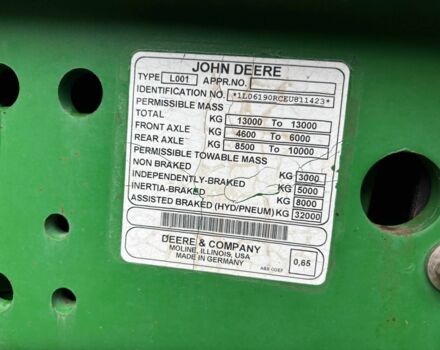 JOHN DEERE
TYPE L001 APPR.NO.
IDENTIFICATION NO. *1L06190RCEU811423*
PERMISSIBLE MASS
TOTAL KG 13000 To 13000
FRONT AXLE KG 4600 To 6000
REAR AXLE KG 8500 To 10000
PERMISSIBLE TOWABLE MASS
NON BRAKED KG 3000
INDEPENDENTLY-BRAKED KG 5000
INERTIA-BRAKED KG 8000
ASSISTED BRAKED (HYD/PNEUM) KG 32000
DEERE & COMPANY
MOLINE, ILLINOIS, USA
MADE IN GERMANY
ABS COEF 0,65